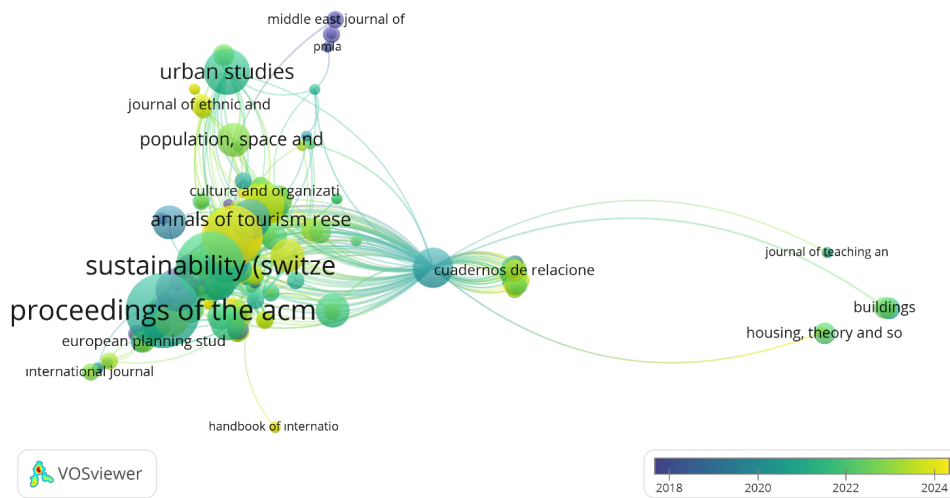 middle east journal of
pmla
urban studies
journal of ethnic and
population, space and
culture and organizati
annals of tourism rese
sustainability (switze
cuadernos de relacione
journal of teaching an
proceedings of the acm
buildings
european planning stud
housing, theory and so
international journal
handbook of internatio
VOSviewer
2018 2020 2022 2024